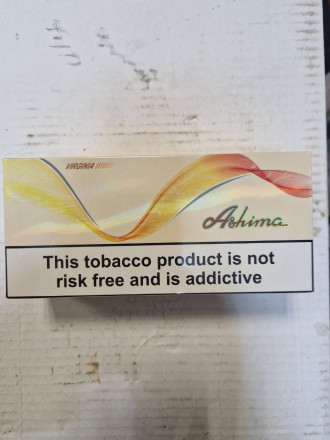 VIRGINIA
Ashima
This tobacco product is not
risk free and is addictive